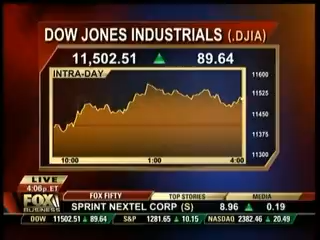 DOW JONES INDUSTRIALS (.DJIA)
11,502.51 ▲ 89.64
INTRA-DAY
11600
11525
11450
11375
11300
10:00 1:00 4:00
LIVE
4:06p ET
FOX
BUSINESS
FOX FIFTY TOP STORIES MEDIA
SPRINT NEXTEL CORP (S) 8.96 ▲ 0.19
DOW 11502.51 ▲ 89.64 S&P 1281.65 ▲ 10.15 NASDAQ 2382.46 ▲ 20.49